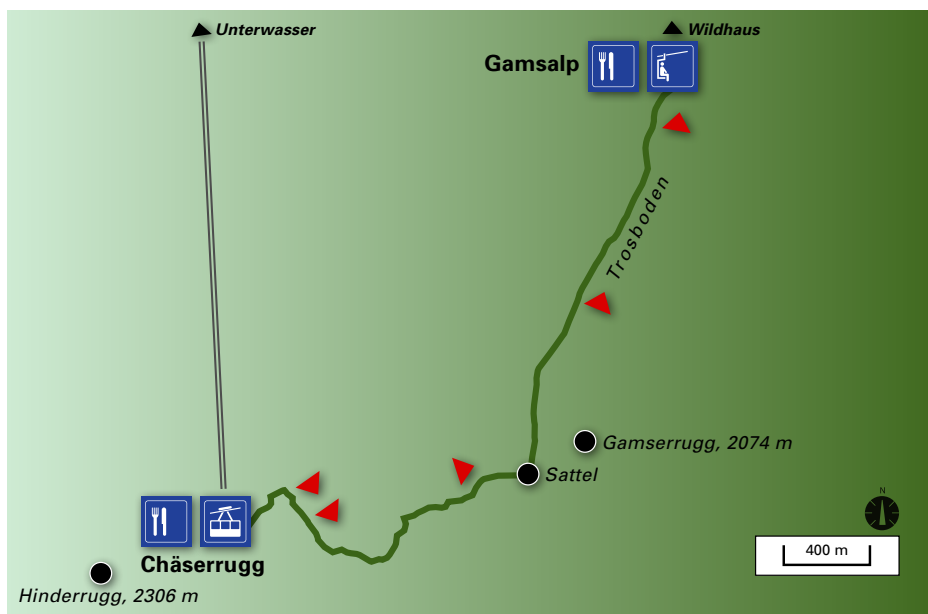 Unterwasser
Wildhaus
Gamsalp
Trosboden
Gamserrugg, 2074 m
Sattel
N
400 m
Chäserrugg
Hinderrugg, 2306 m